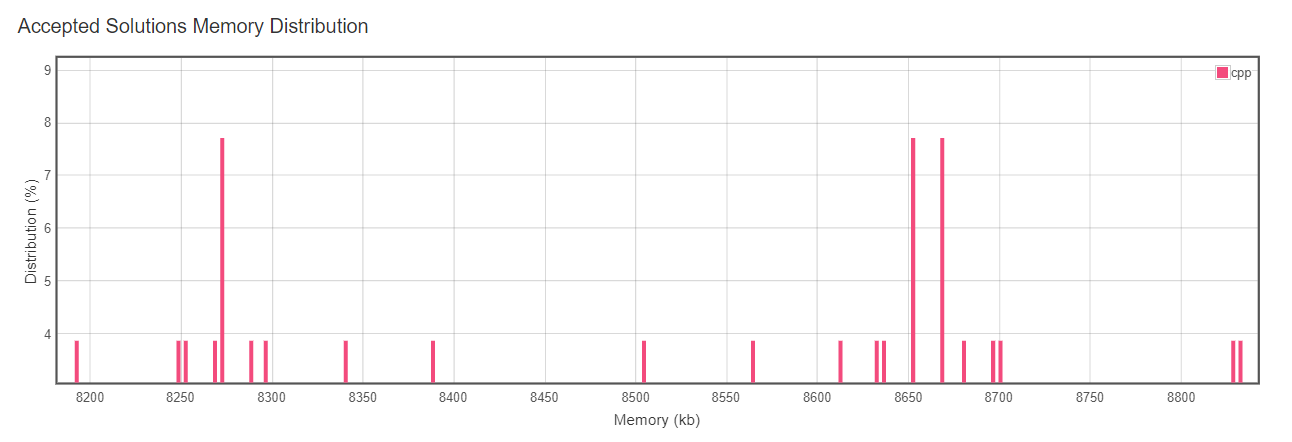 Accepted Solutions Memory Distribution
cpp
9
8
7
6
5
4
Distribution (%)
8200 8250 8300 8350 8400 8450 8500 8550 8600 8650 8700 8750 8800
Memory (kb)